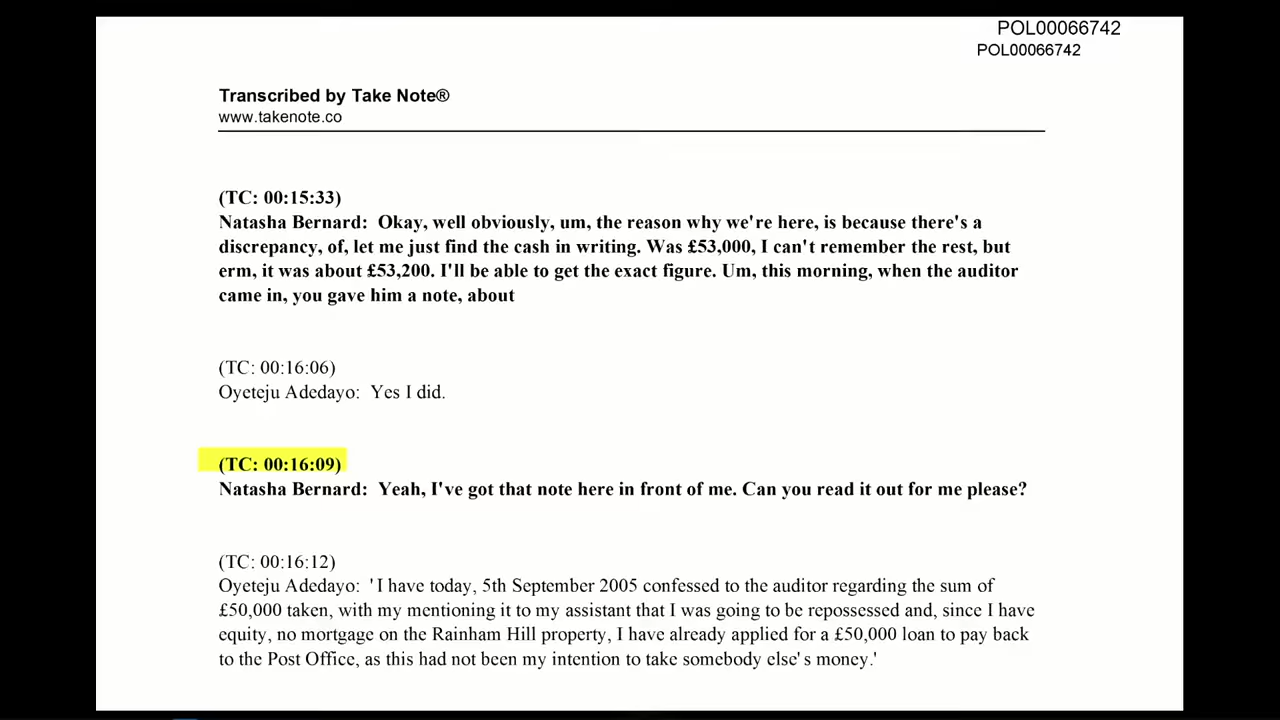 POL00066742
POL00066742
Transcribed by Take Note®
www.takenote.co
(TC: 00:15:33)
Natasha Bernard: Okay, well obviously, um, the reason why we're here, is because there's a
discrepancy, of, let me just find the cash in writing. Was £53,000, I can't remember the rest, but
erm, it was about £53,200. I'll be able to get the exact figure. Um, this morning, when the auditor
came in, you gave him a note, about
(TC: 00:16:06)
Oyeteju Adedayo: Yes I did.
(TC: 00:16:09)
Natasha Bernard: Yeah, I've got that note here in front of me. Can you read it out for me please?
(TC: 00:16:12)
Oyeteju Adedayo: 'I have today, 5th September 2005 confessed to the auditor regarding the sum of
£50,000 taken, with my mentioning it to my assistant that I was going to be repossessed and, since I have
equity, no mortgage on the Rainham Hill property, I have already applied for a £50,000 loan to pay back
to the Post Office, as this had not been my intention to take somebody else's money.'